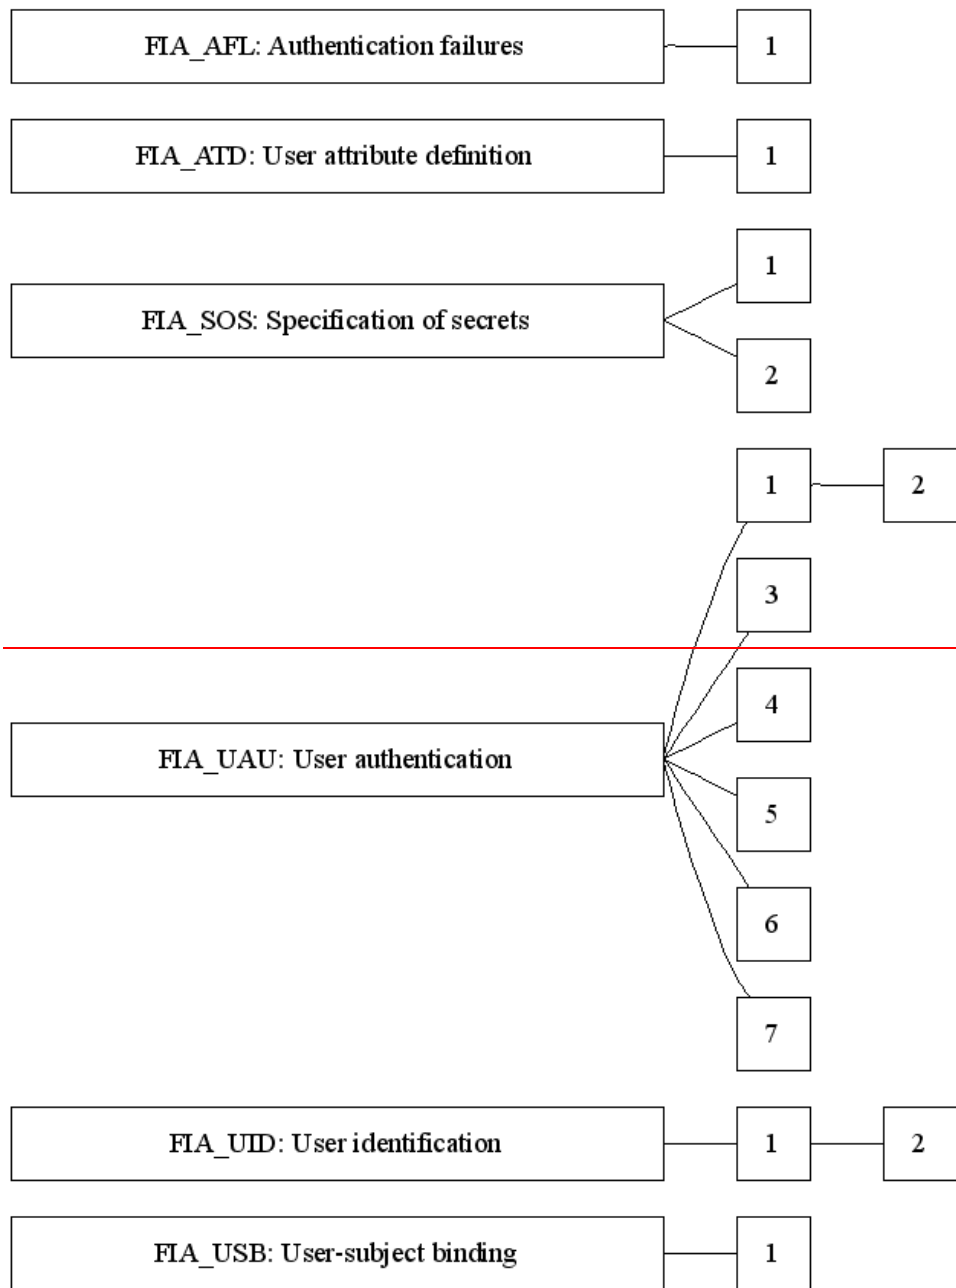 FIA_AFL: Authentication failures 1
FIA_ATD: User attribute definition 1
1
FIA_SOS: Specification of secrets
2
1 2
3
4
FIA_UAU: User authentication
5
6
7
FIA_UID: User identification 1 2
FIA_USB: User-subject binding 1